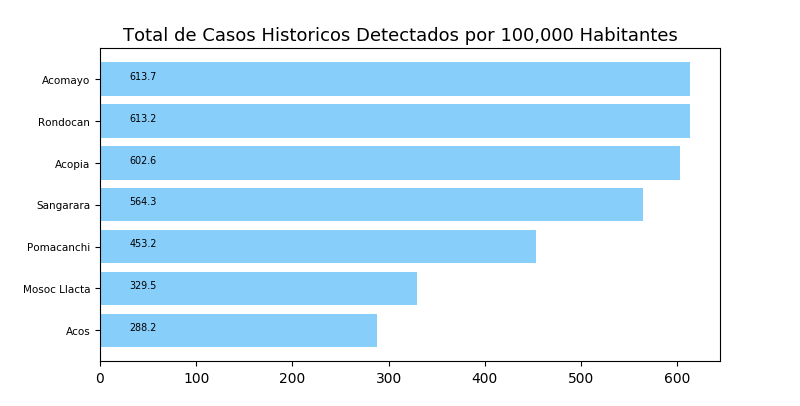 Total de Casos Historicos Detectados por 100,000 Habitantes
Acomayo 613.7
Rondocan 613.2
Acopia 602.6
Sangarara 564.3
Pomacanchi 453.2
Mosoc Llacta 329.5
Acos 288.2
0 100 200 300 400 500 600